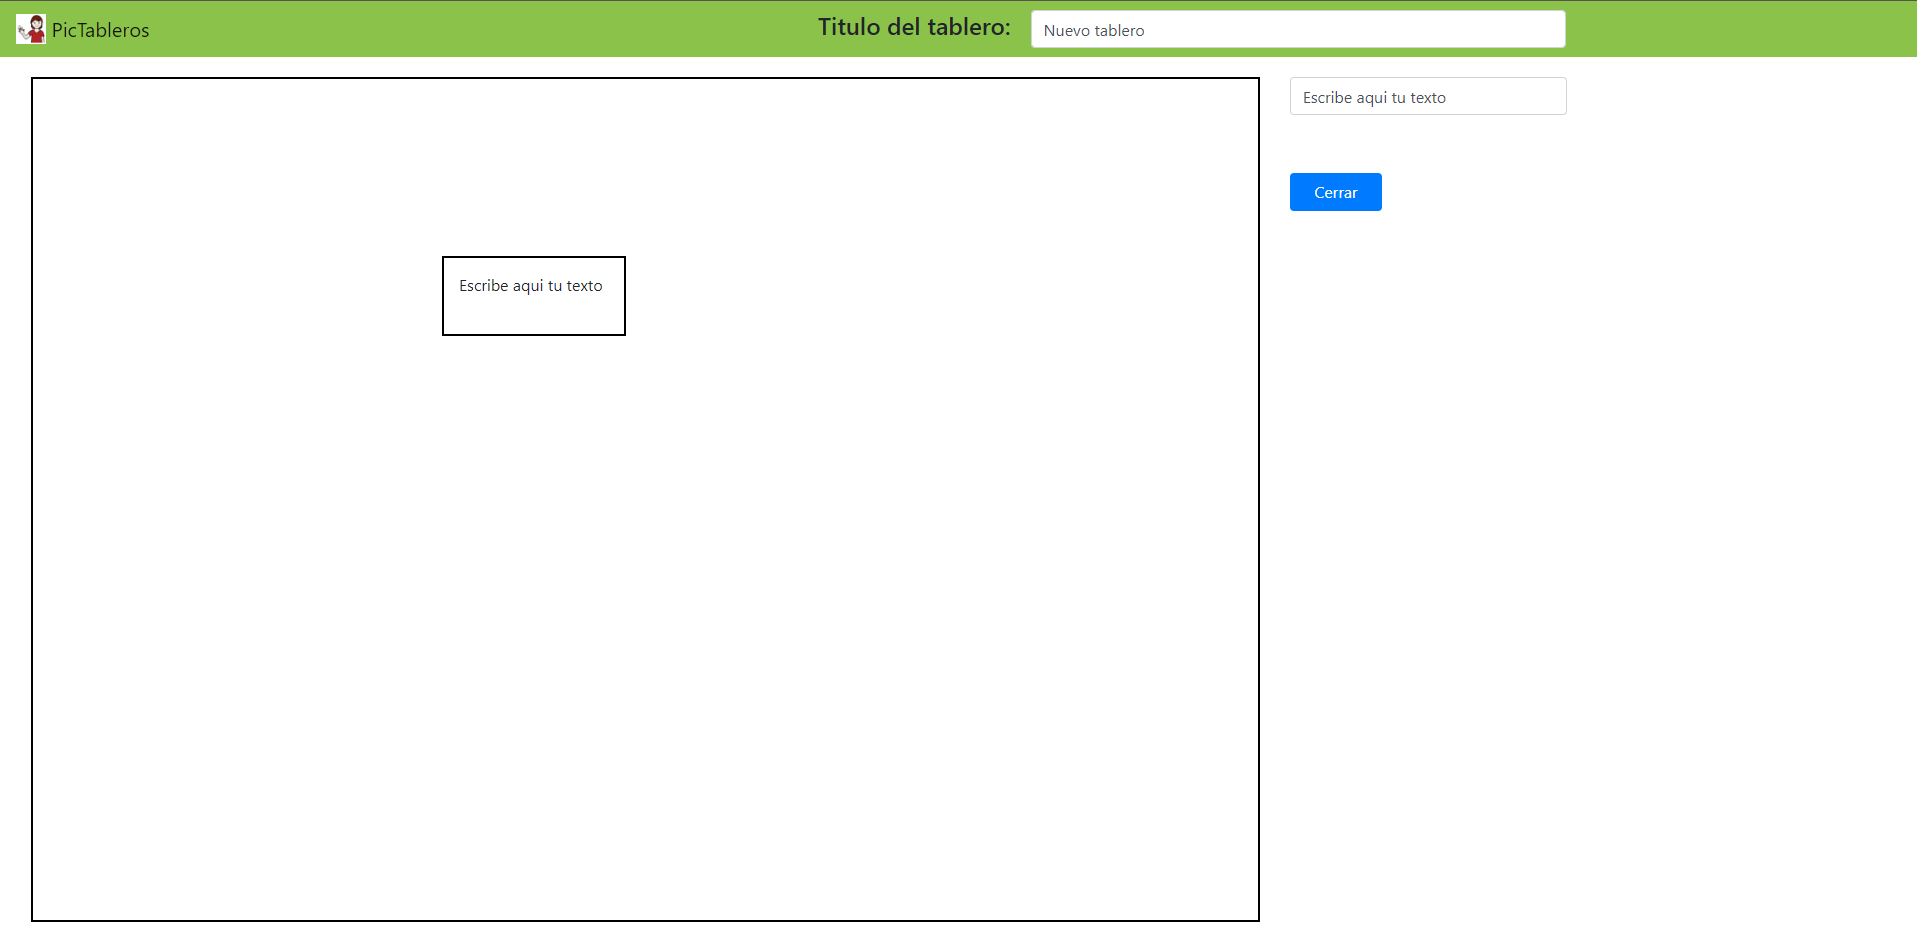 PicTableros
Titulo del tablero:
Nuevo tablero
Escribe aqui tu texto
Cerrar
Escribe aqui tu texto